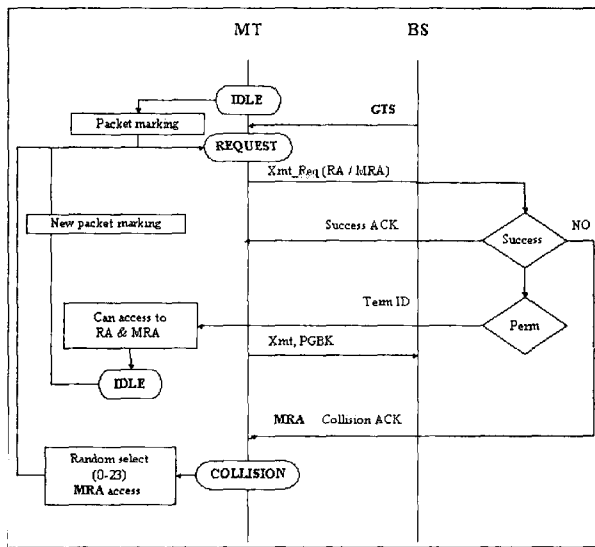 MT BS
IDLE
GTS
Packet marking
REQUEST
Xmt_Req (RA / MRA)
New packet marking
Success ACK
Success
NO
Term ID
Can access to
RA & MRA
Perm
Xmt, PGBK
IDLE
MRA Collision ACK
Random select
(0-23)
MRA access
COLLISION